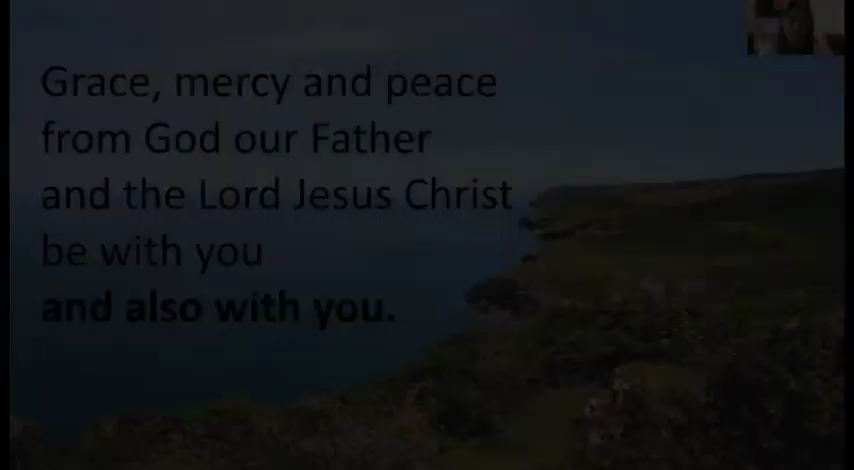 Grace, mercy and peace
from God our Father
and the Lord Jesus Christ
be with you
and also with you.